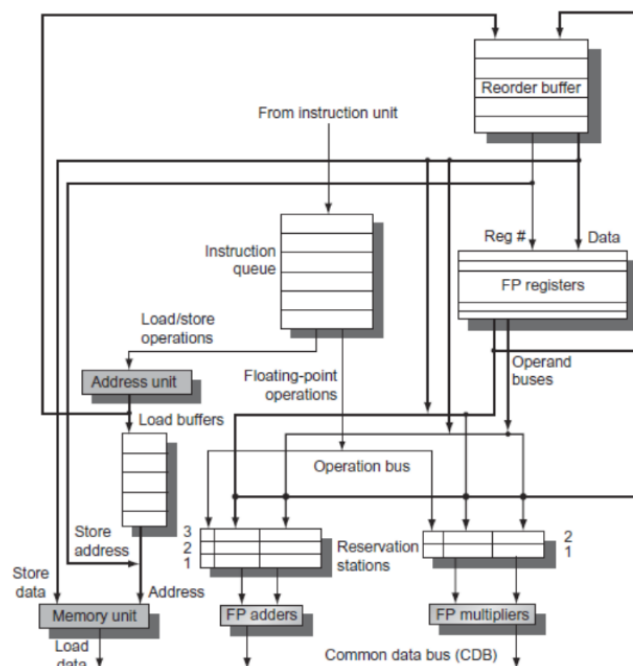 Reorder buffer
From instruction unit
Reg #
Data
Instruction
queue
FP registers
Load/store
operations
Operand
buses
Floating-point
operations
Address unit
Load buffers
Operation bus
Store
address
3
2
1
Reservation
stations
2
1
Store
data
Address
Memory unit
FP adders
FP multipliers
Load
data
Common data bus (CDB)